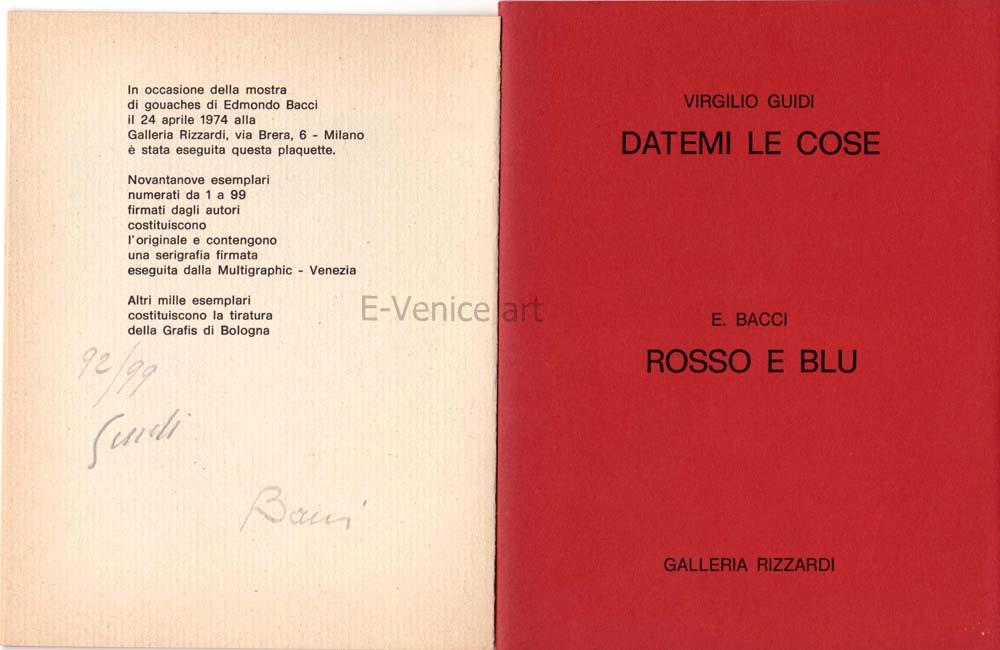 In occasione della mostra
di gouaches di Edmondo Bacci
il 24 aprile 1974 alla
Galleria Rizzardi, via Brera, 6 - Milano
è stata eseguita questa plaquette.
Novantanove esemplari
numerati da 1 a 99
firmati dagli autori
costituiscono
l'originale e contengono
una serigrafia firmata
eseguita dalla Multigraphic - Venezia
Altri mille esemplari
costituiscono la tiratura
della Grafis di Bologna
92/99
Guidi
Bacci
E-Venice art
VIRGILIO GUIDI
DATEMI LE COSE
E. BACCI
ROSSO E BLU
GALLERIA RIZZARDI